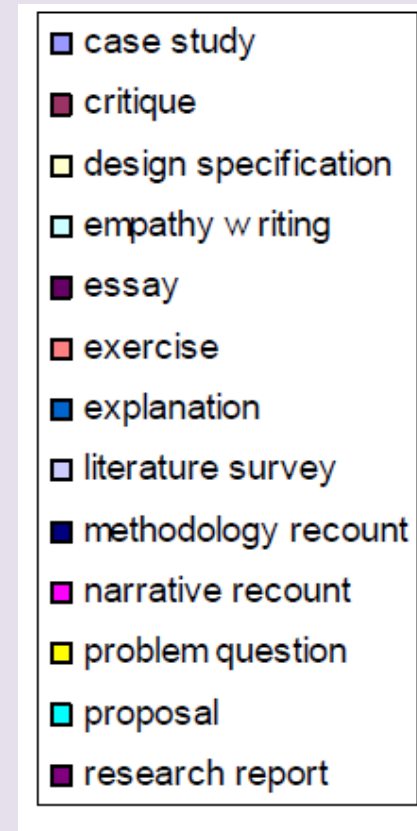 case study
critique
design specification
empathy writing
essay
exercise
explanation
literature survey
methodology recount
narrative recount
problem question
proposal
research report